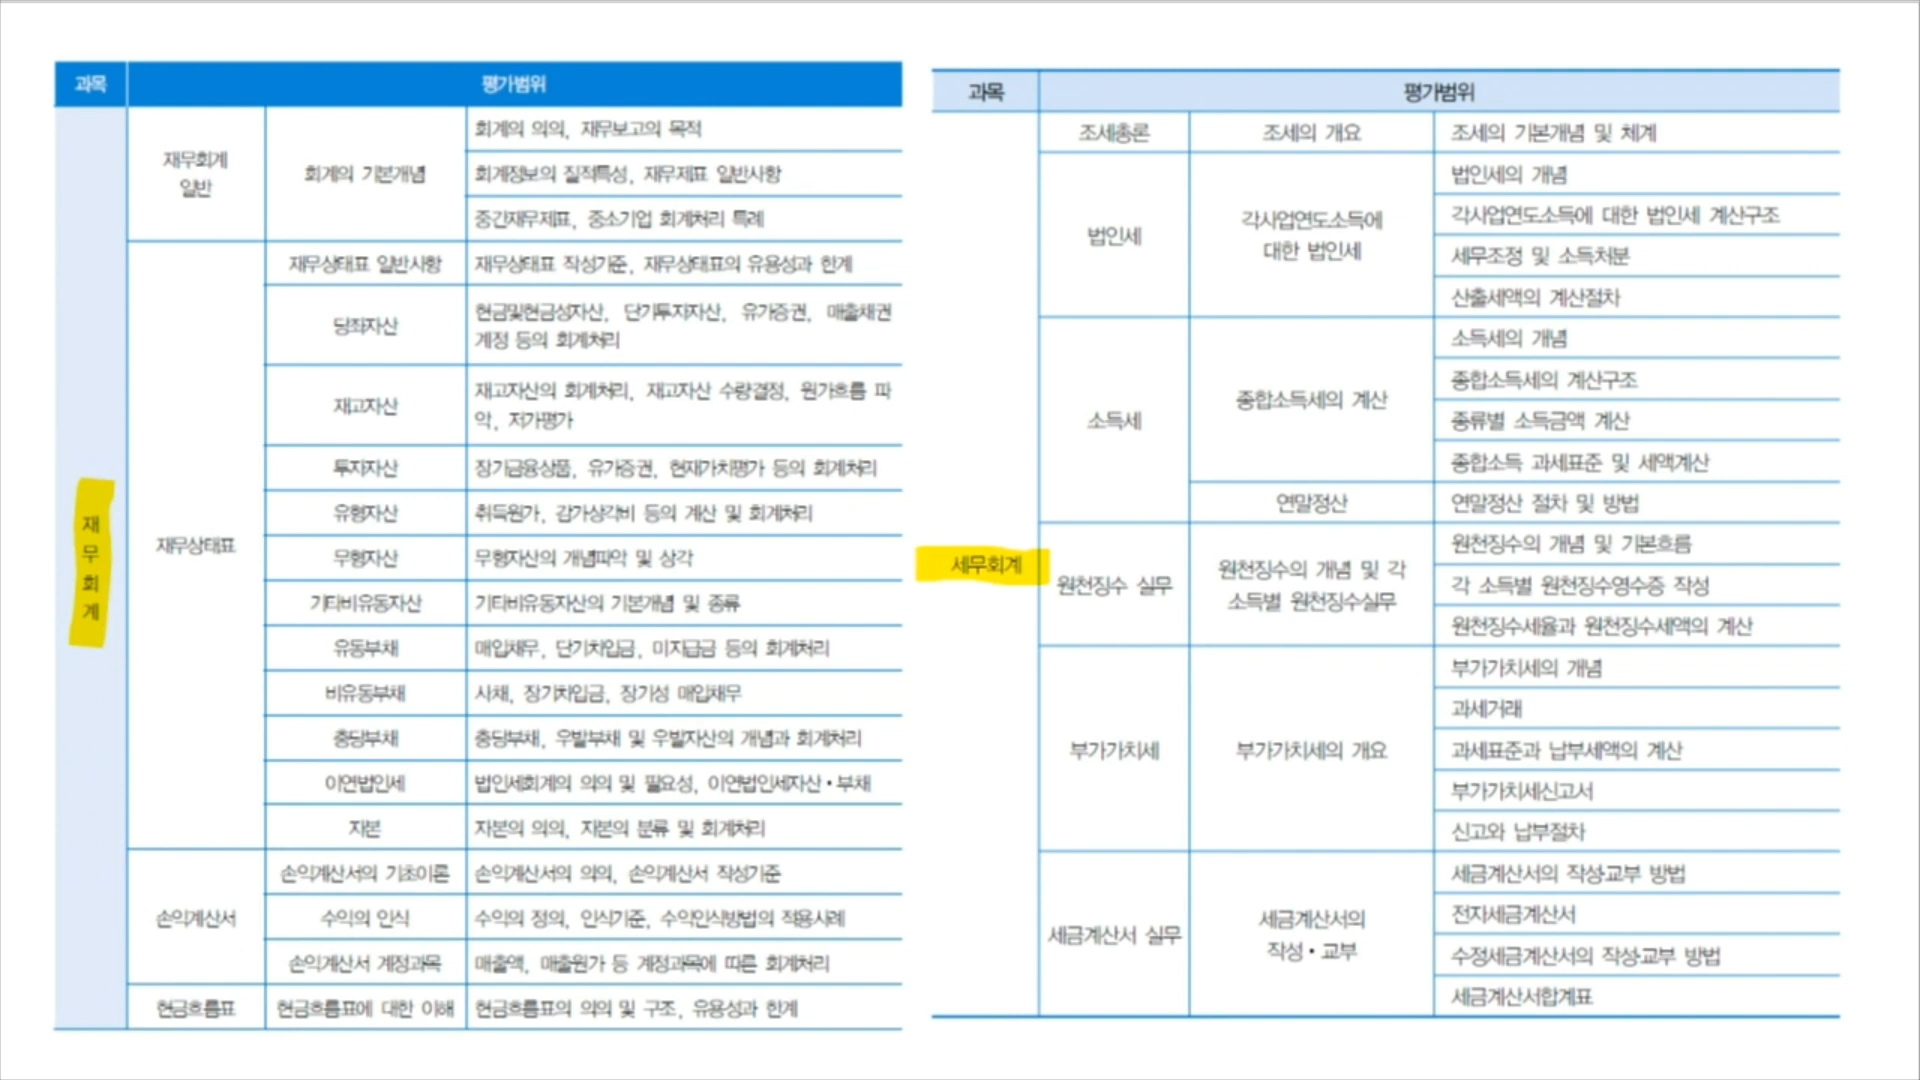 과목
평가범위
재
무
회
계
재무회계
일반
회계의 기본개념
회계의 의의, 재무보고의 목적
회계정보의 질적특성, 재무제표 일반사항
중간재무제표, 중소기업 회계처리 특례
재무상태표
재무상태표 일반사항
재무상태표 작성기준, 재무상태표의 유용성과 한계
당좌자산
현금및현금성자산, 단기투자자산, 유가증권, 매출채권
계정 등의 회계처리
재고자산
재고자산의 회계처리, 재고자산 수량결정, 원가흐름 파
악, 저가평가
투자자산
장기금융상품, 유가증권, 현재가치평가 등의 회계처리
유형자산
취득원가, 감가상각비 등의 계산 및 회계처리
무형자산
무형자산의 개념파악 및 상각
기타비유동자산
기타비유동자산의 기본개념 및 종류
유동부채
매입채무, 단기차입금, 미지급금 등의 회계처리
비유동부채
사채, 장기차입금, 장기성 매입채무
충당부채
충당부채, 우발부채 및 우발자산의 개념과 회계처리
이연법인세
법인세회계의 의의 및 필요성, 이연법인세자산•부채
자본
자본의 의의, 자본의 분류 및 회계처리
손익계산서
손익계산서의 기초이론
손익계산서의 의의, 손익계산서 작성기준
수익의 인식
수익의 정의, 인식기준, 수익인식방법의 적용사례
손익계산서 계정과목
매출액, 매출원가 등 계정과목에 따른 회계처리
현금흐름표
현금흐름표에 대한 이해
현금흐름표의 의의 및 구조, 유용성과 한계
과목
평가범위
세무회계
조세총론
조세의 개요
조세의 기본개념 및 체계
법인세
각사업연도소득에
대한 법인세
법인세의 개념
각사업연도소득에 대한 법인세 계산구조
세무조정 및 소득처분
산출세액의 계산절차
소득세
종합소득세의 계산
소득세의 개념
종합소득세의 계산구조
종류별 소득금액 계산
종합소득 과세표준 및 세액계산
연말정산
연말정산 절차 및 방법
원천징수 실무
원천징수의 개념 및 각
소득별 원천징수실무
원천징수의 개념 및 기본흐름
각 소득별 원천징수영수증 작성
원천징수세율과 원천징수세액의 계산
부가가치세
부가가치세의 개요
부가가치세의 개념
과세거래
과세표준과 납부세액의 계산
부가가치세신고서
신고와 납부절차
세금계산서 실무
세금계산서의
작성•교부
세금계산서의 작성·교부 방법
전자세금계산서
수정세금계산서의 작성·교부 방법
세금계산서합계표